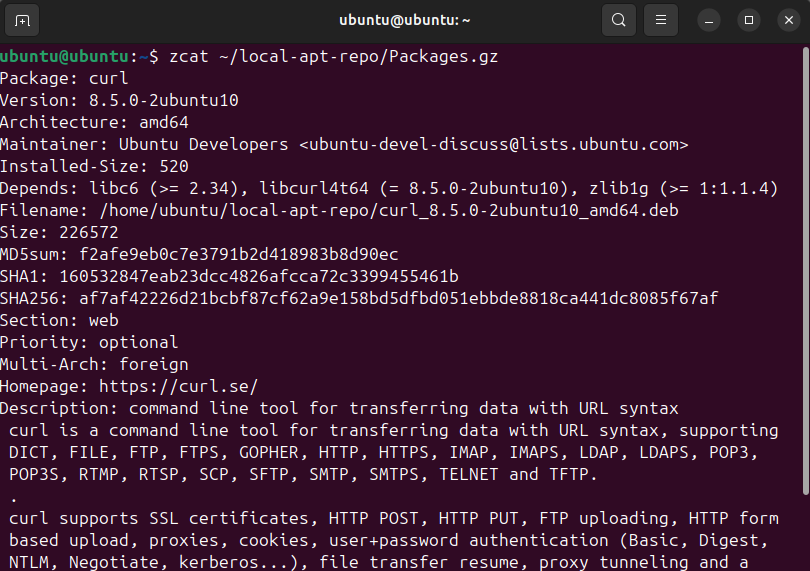 ubuntu@ubuntu: ~
ubuntu@ubuntu:~$ zcat ~/local-apt-repo/Packages.gz
Package: curl
Version: 8.5.0-2ubuntu10
Architecture: amd64
Maintainer: Ubuntu Developers <ubuntu-devel-discuss@lists.ubuntu.com>
Installed-Size: 520
Depends: libc6 (>= 2.34), libcurl4t64 (= 8.5.0-2ubuntu10), zlib1g (>= 1:1.1.4)
Filename: /home/ubuntu/local-apt-repo/curl_8.5.0-2ubuntu10_amd64.deb
Size: 226572
MD5sum: f2afe9eb0c7e3791b2d418983b8d90ec
SHA1: 160532847eab23dcc4826afcca72c3399455461b
SHA256: af7af42226d21bcbf87cf62a9e158bd5dfbd051ebbde8818ca441dc8085f67af
Section: web
Priority: optional
Multi-Arch: foreign
Homepage: https://curl.se/
Description: command line tool for transferring data with URL syntax
 curl is a command line tool for transferring data with URL syntax, supporting
 DICT, FILE, FTP, FTPS, GOPHER, HTTP, HTTPS, IMAP, IMAPS, LDAP, LDAPS, POP3,
 POP3S, RTMP, RTSP, SCP, SFTP, SMTP, SMTPS, TELNET and TFTP.
 .
 curl supports SSL certificates, HTTP POST, HTTP PUT, FTP uploading, HTTP form
 based upload, proxies, cookies, user+password authentication (Basic, Digest,
 NTLM, Negotiate, kerberos...), file transfer resume, proxy tunneling and a